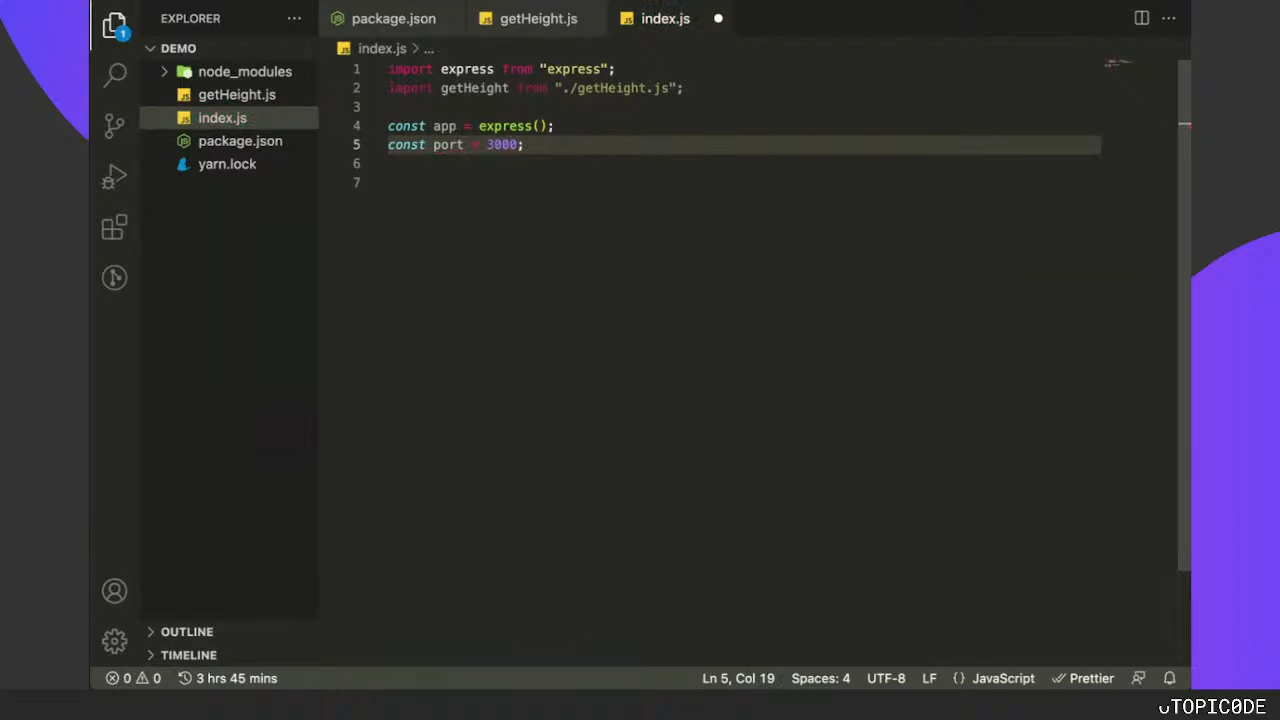 EXPLORER
package.json
getHeight.js
index.js
1
DEMO
index.js > ...
node_modules
getHeight.js
index.js
package.json
yarn.lock
1 import express from "express";
2 import getHeight from "./getHeight.js";
3
4 const app = express();
5 const port = 3000;
6
7
OUTLINE
TIMELINE
0 0 3 hrs 45 mins
Ln 5, Col 19 Spaces: 4 UTF-8 LF {} JavaScript Prettier